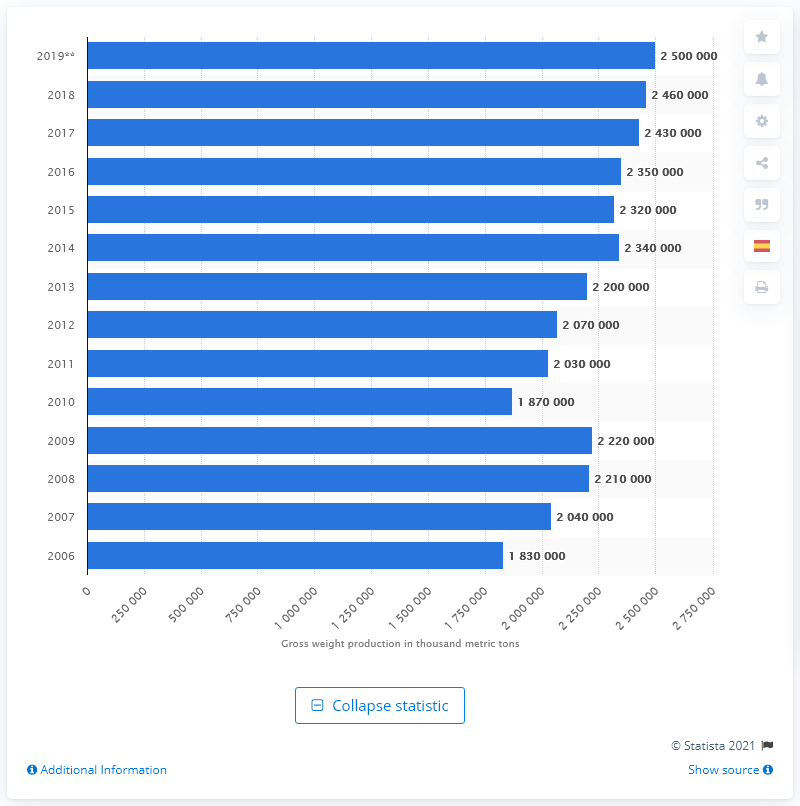 2019** 2 500 000
2018 2 460 000
2017 2 430 000
2016 2 350 000
2015 2 320 000
2014 2 340 000
2013 2 200 000
2012 2 070 000
2011 2 030 000
2010 1 870 000
2009 2 220 000
2008 2 210 000
2007 2 040 000
2006 1 830 000
0 250 000 500 000 750 000 1 000 000 1 250 000 1 500 000 1 750 000 2 000 000 2 250 000 2 500 000 2 750 000
Gross weight production in thousand metric tons
Collapse statistic
© Statista 2021
Additional Information Show source